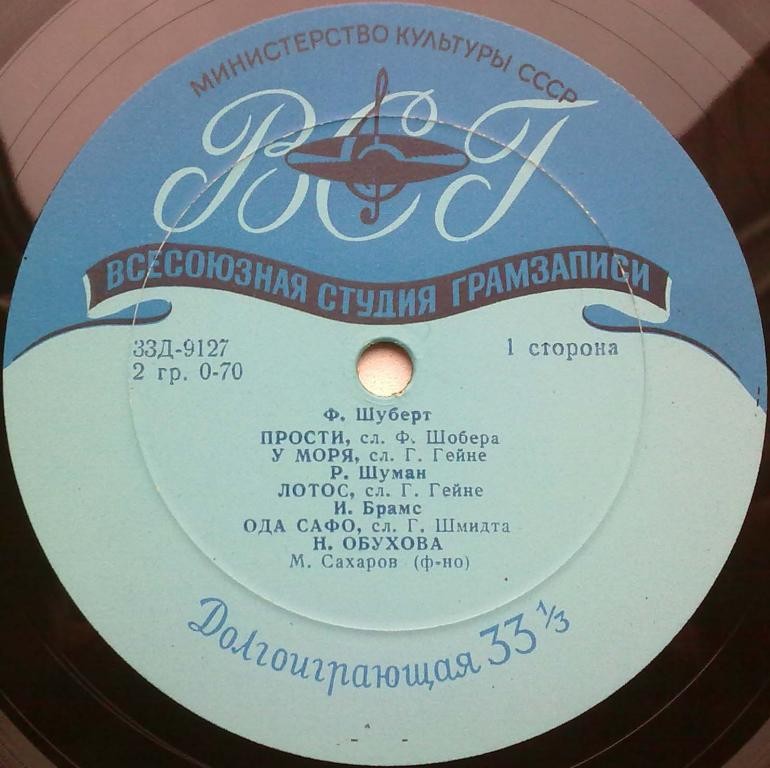 МИНИСТЕРСТВО КУЛЬТУРЫ СССР
ВСГ
ВСЕСОЮЗНАЯ СТУДИЯ ГРАМЗАПИСИ
33Д-9127
2 гр. 0-70
1 сторона
Ф. Шуберт
ПРОСТИ, сл. Ф. Шобера
У МОРЯ, сл. Г. Гейне
Р. Шуман
ЛОТОС, сл. Г. Гейне
И. Брамс
ОДА САФО, сл. Г. Шмидта
Н. ОБУХОВА
М. Сахаров (ф-но)
Долгоиграющая 33 1/3